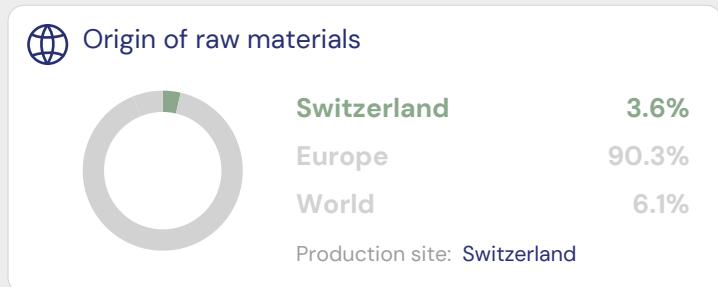 Origin of raw materials
Switzerland 3.6%
Europe 90.3%
World 6.1%
Production site: Switzerland